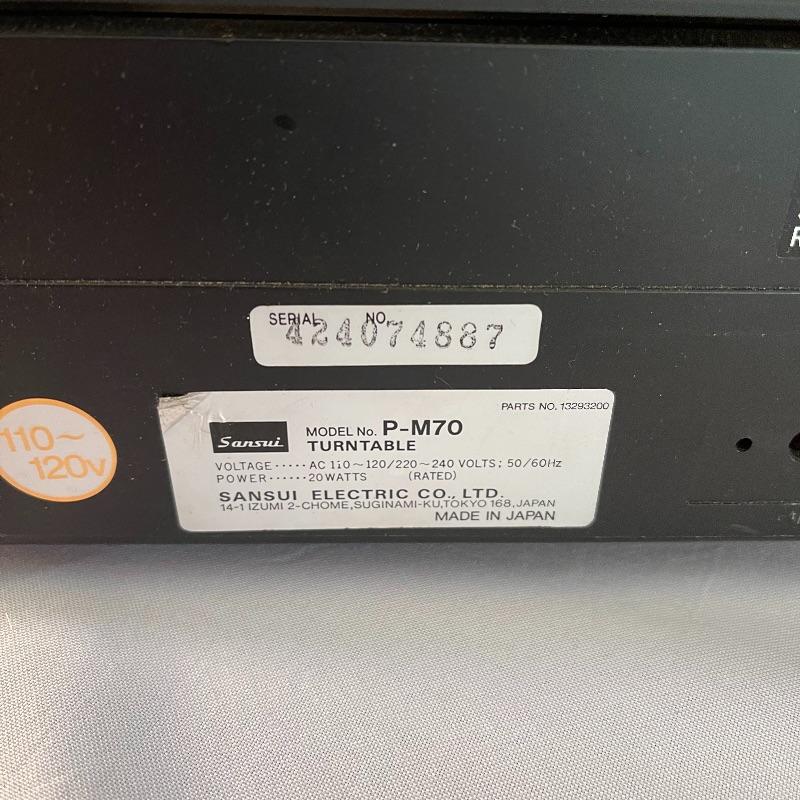 R
SERIAL NO.
424074887
110～
120V
PARTS NO. 13293200
Sansui
MODEL No. P-M70
TURNTABLE
VOLTAGE ····· AC 110～120/220～240 VOLTS; 50/60Hz
POWER ······ 20WATTS (RATED)
SANSUI ELECTRIC CO., LTD.
14-1 IZUMI 2-CHOME, SUGINAMI-KU, TOKYO 168, JAPAN
MADE IN JAPAN